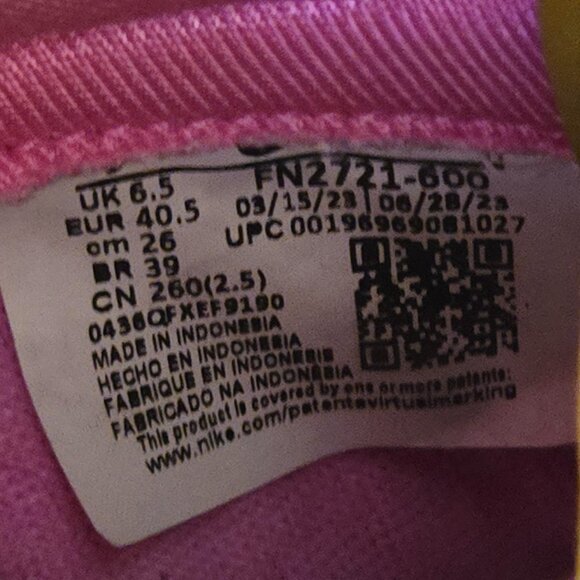 UK 6.5 FN2721-600
EUR 40.5 03/15/23 06/28/23
cm 26 UPC 00196969081027
BR 39
CN 260(2.5)
0436QFXEF9190
MADE IN INDONESIA
HECHO EN INDONESIA
FABRIQUE EN INDONESIE
FABRICADO NA INDONESIA
This product is covered by one or more patents:
www.nike.com/patentsvirtualmarking